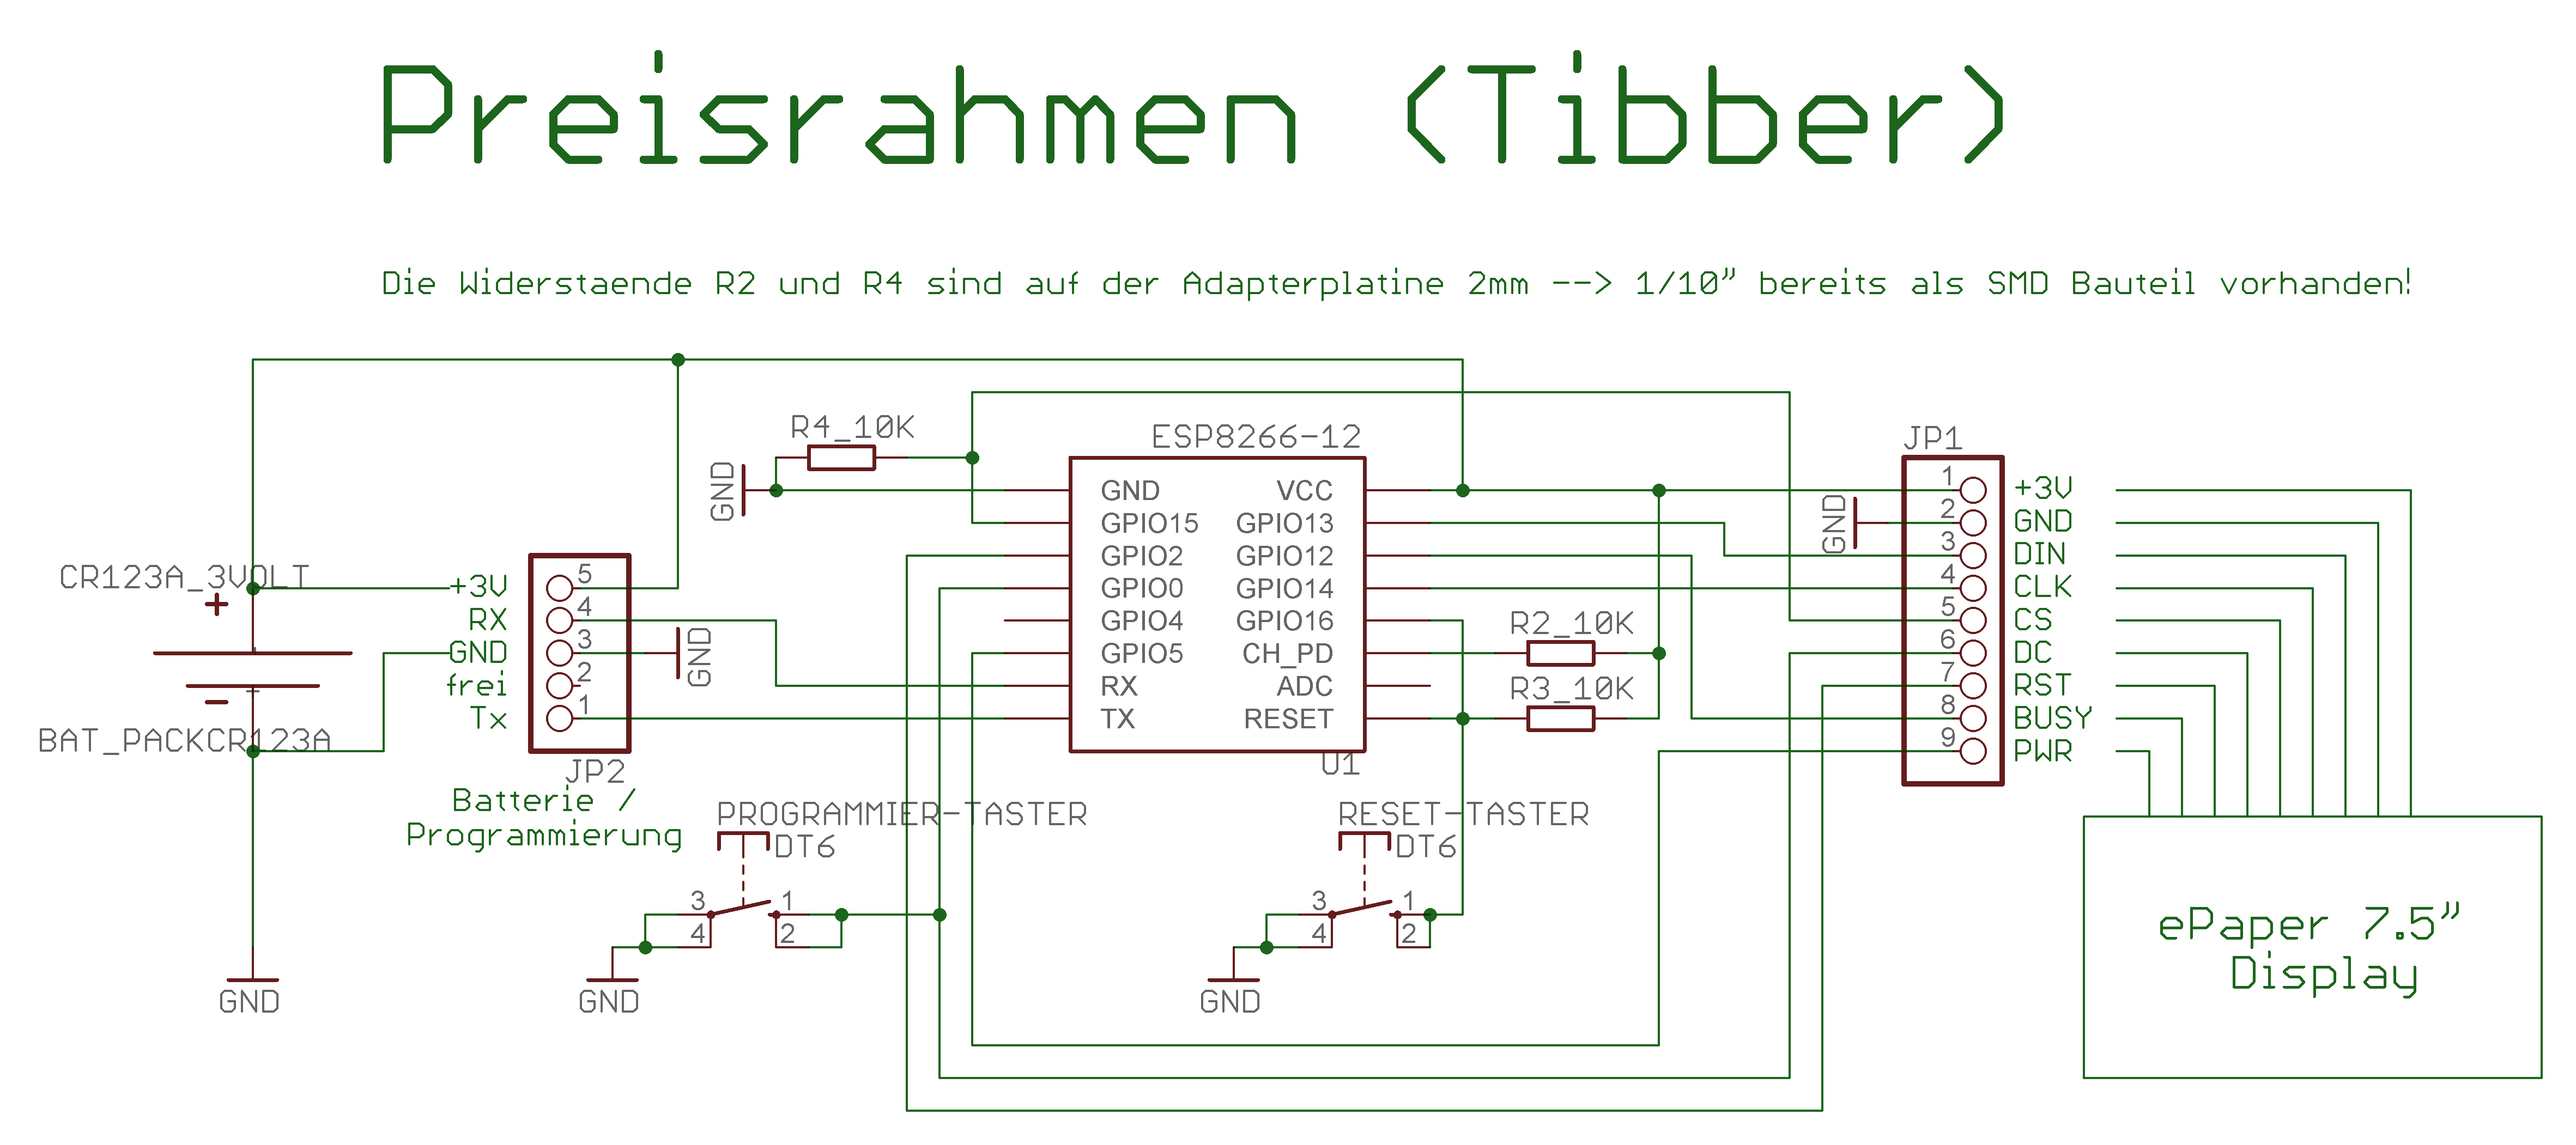 Preisrahmen (Tibber)
Die Widerstaende R2 und R4 sind auf der Adapterplatine 2mm --> 1/10" bereits als SMD Bauteil vorhanden!
CR123A_3VOLT
+
-
BAT_PACKCR123A
GND
+3V
RX
GND
frei
Tx
5
4
3
2
1
JP2
Batterie /
Programmierung
GND
R4_10K
GND
ESP8266-12
GND
GPIO15
GPIO2
GPIO0
GPIO4
GPIO5
RX
TX
VCC
GPIO13
GPIO12
GPIO14
GPIO16
CH_PD
ADC
RESET
U1
R2_10K
R3_10K
PROGRAMMIER-TASTER
DT6
3
1
4
2
GND
RESET-TASTER
DT6
3
1
4
2
GND
JP1
GND
1
2
3
4
5
6
7
8
9
+3V
GND
DIN
CLK
CS
DC
RST
BUSY
PWR
ePaper 7.5"
Display